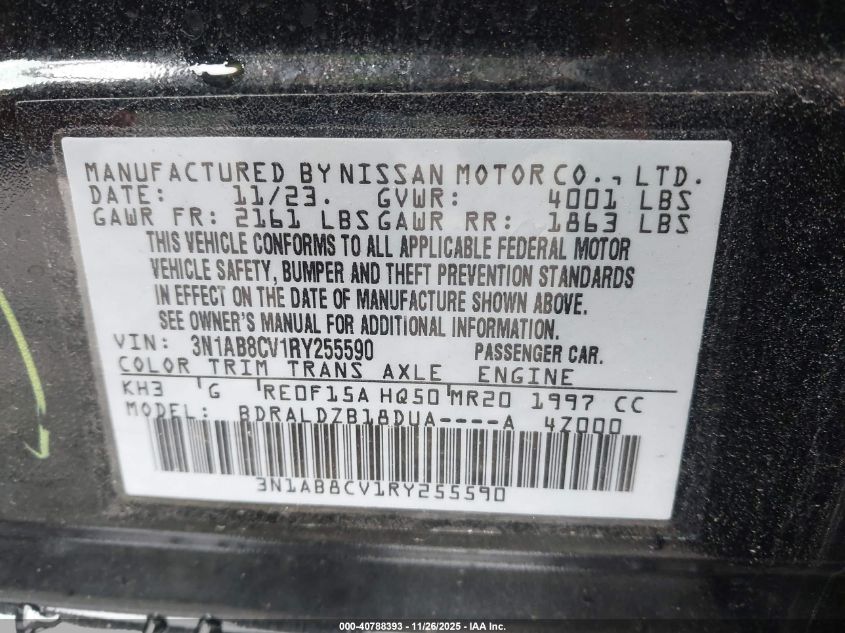 MANUFACTURED BY NISSAN MOTOR CO., LTD.
DATE: 11/23. GVWR: 4001 LBS
GAWR FR: 2161 LBS GAWR RR: 1863 LBS
THIS VEHICLE CONFORMS TO ALL APPLICABLE FEDERAL MOTOR
VEHICLE SAFETY, BUMPER AND THEFT PREVENTION STANDARDS
IN EFFECT ON THE DATE OF MANUFACTURE SHOWN ABOVE.
SEE OWNER'S MANUAL FOR ADDITIONAL INFORMATION.
VIN: 3N1AB8CV1RY255590 PASSENGER CAR.
COLOR TRIM TRANS AXLE ENGINE
KH3 G RE0F15A HQ50 MR20 1997 CC
MODEL: BDRALDZB18DUA----A 4Z000
3N1AB8CV1RY255590
000-40788393 — 11/26/2025 — IAA Inc.